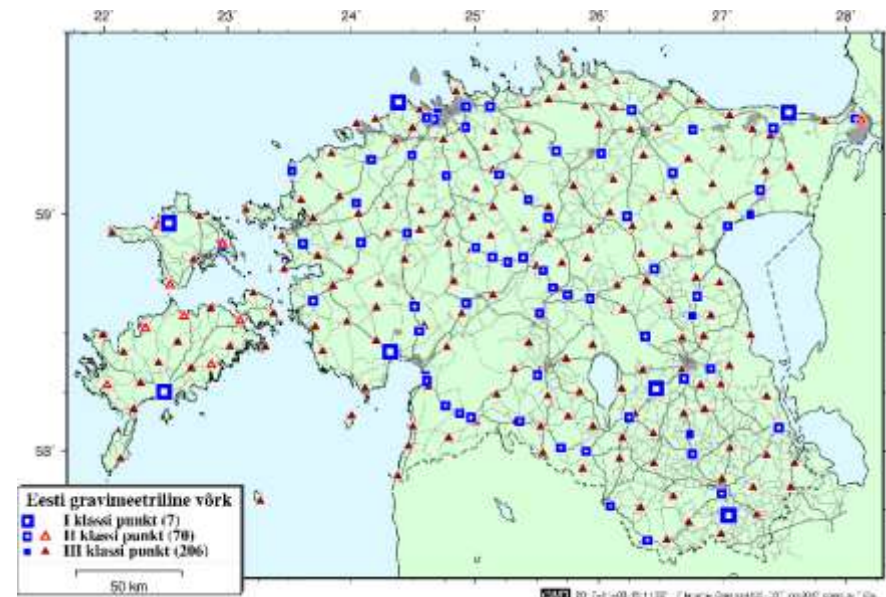 22° 23° 24° 25° 26° 27° 28°
59°
58°
Eesti gravimeetriline võrk
I klassi punkt (7)
II klassi punkt (70)
III klassi punkt (206)
50 km